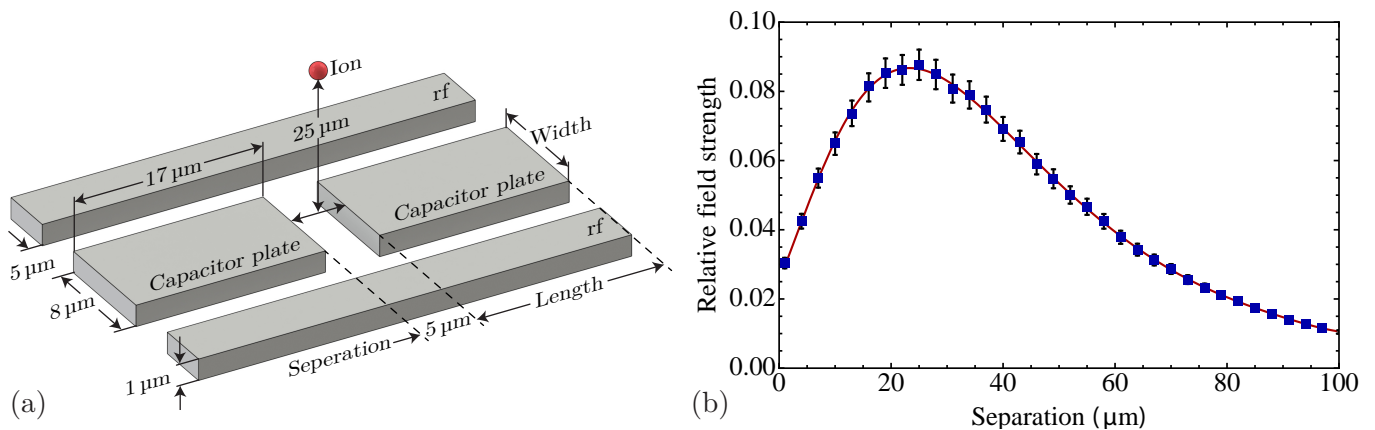 Ion
rf
25 µm
Width
17 µm
Capacitor plate
Capacitor plate
rf
5 µm
8 µm
Length
5 µm
Seperation
1 µm
(a)
0.10
0.08
0.06
0.04
0.02
0.00
Relative field strength
0 20 40 60 80 100
Separation (µm)
(b)